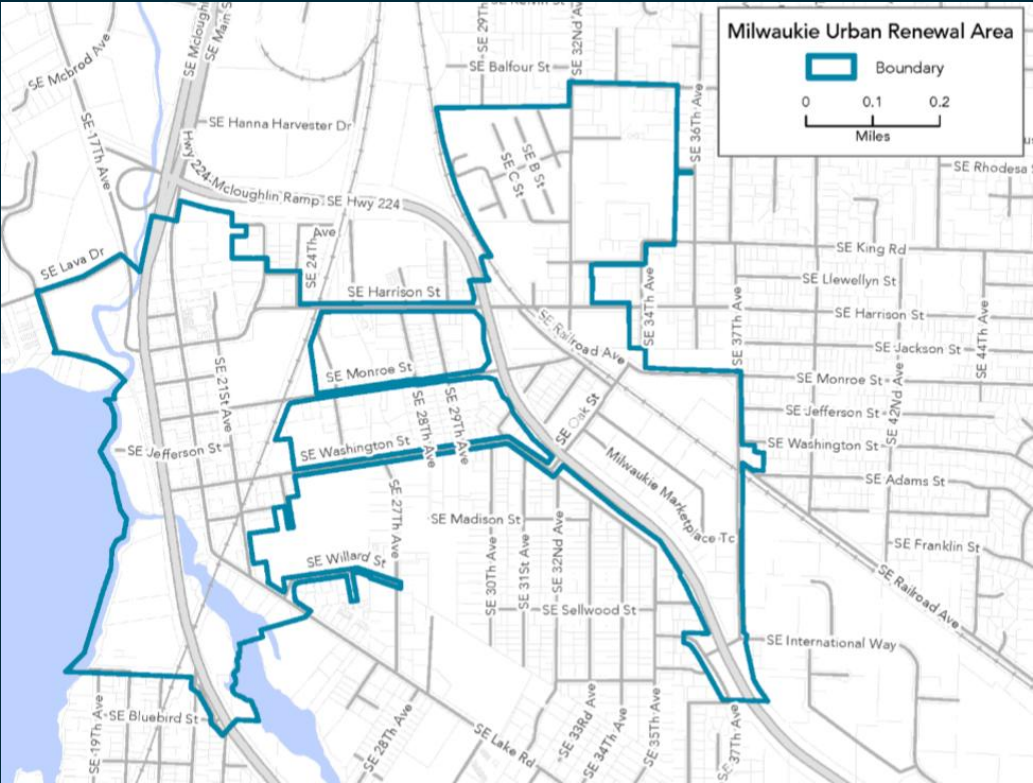 SE Mcloughlin
SE Main S
SE 29Th
SE 32Nd Av
Milwaukie Urban Renewal Area
Boundary
0 0.1 0.2
Miles
SE Mcbrod Ave
SE Balfour St
SE 17Th Ave
SE Hanna Harvester Dr
SE 36Th Ave
SE C St
SE B St
SE Rhodesa S
Hwy 224-Mcloughlin Ramp
SE Hwy 224
SE 24Th Ave
SE King Rd
SE Lava Dr
SE Llewellyn St
SE Harrison St
SE 34Th Ave
SE 37Th Ave
SE Harrison St
SE 44Th Ave
SE Railroad Ave
SE Jackson St
SE Monroe St
SE Monroe St
SE 21St Ave
SE 28Th Ave
SE 29Th Ave
SE 42Nd Ave
SE Oak St
SE Jefferson St
SE Jefferson St
SE Washington St
SE Washington St
SE Adams St
Milwaukie Marketplace Tc
SE 27Th Ave
SE Madison St
SE 30Th Ave
SE 31St Ave
SE 32Nd Ave
SE Franklin St
SE Willard St
SE Railroad Ave
SE Sellwood St
SE International Way
SE Bluebird St
SE 19Th Ave
SE 28Th Ave
SE Lake Rd
SE 33Rd Ave
SE 34Th Ave
SE 35Th Ave
SE 37Th Ave